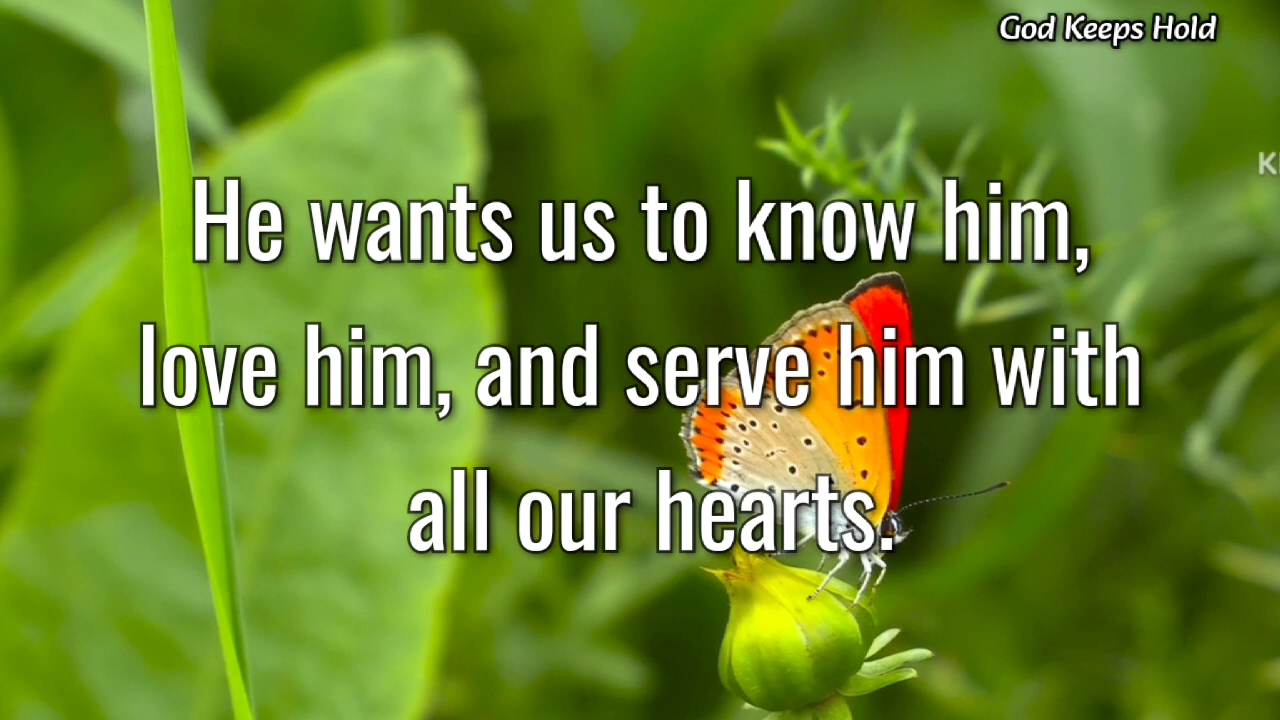 God Keeps Hold
He wants us to know him,
love him, and serve him with
all our hearts.